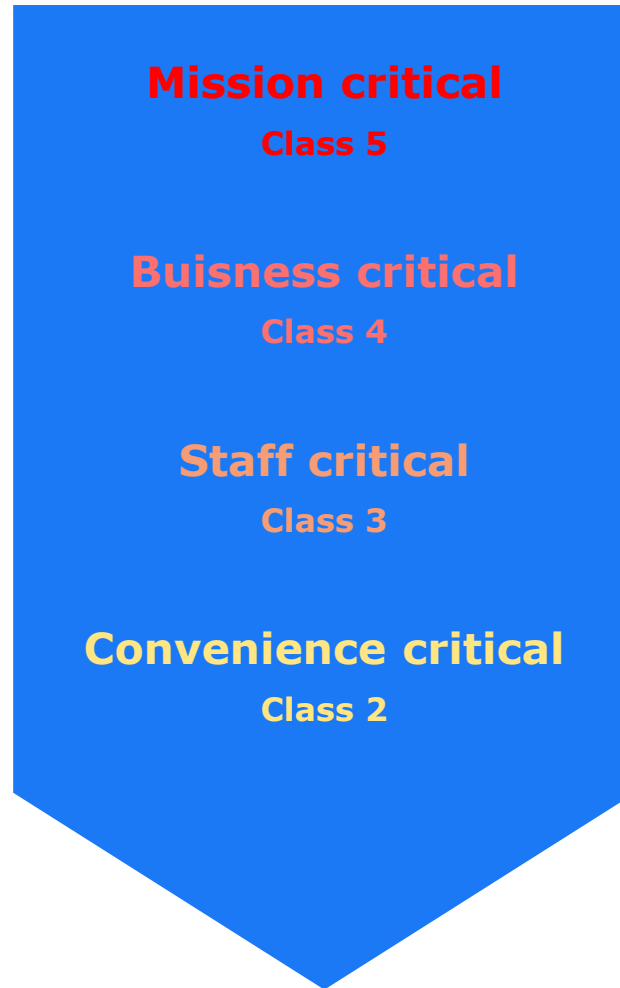 Mission critical
Class 5
Buisness critical
Class 4
Staff critical
Class 3
Convenience critical
Class 2